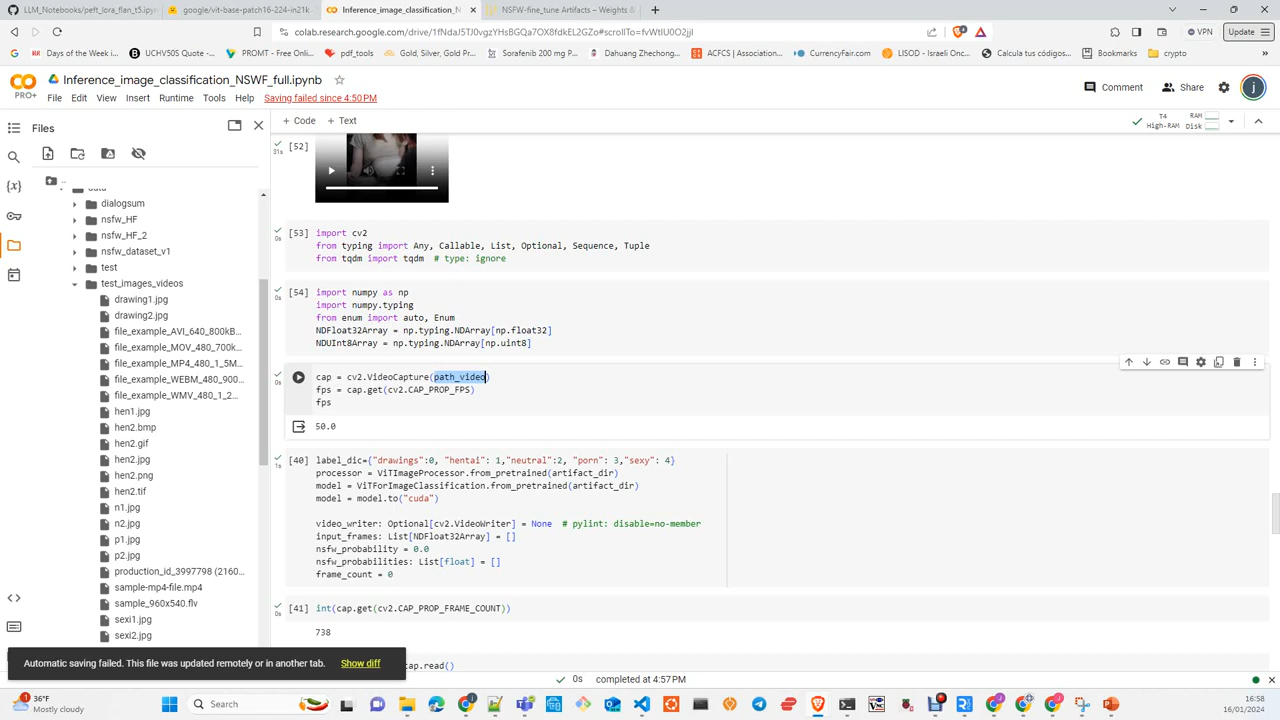 LLM_Notebooks/peft_lora_flan_t5.ipyn
google/vit-base-patch16-224-in21k
Inference_image_classification_N
NSFW-fine_tune Artifacts – Weights &
colab.research.google.com/drive/1fNdaJ5TJ0vgzYHsBGQa7OX8fdkEL2GZo#scrollTo=fvWtlU0O2jjl
VPN
Update
RR
Days of the Week i...
UCHV50S Quote - ...
PROMT - Free Onli...
pdf_tools
Gold, Silver, Gold Pr...
Sorafenib 200 mg P...
Dahuang Zhechong...
ACFCS | Association...
CurrencyFair.com
LISOD - Israeli Onco...
Calcula tus códigos...
Bookmarks
crypto
Inference_image_classification_NSWF_full.ipynb
PRO+
File Edit View Insert Runtime Tools Help Saving failed since 4:50 PM
Comment
Share
j
Files
+ Code + Text
T4
High-RAM
RAM
Disk
..
data
dialogsum
nsfw_HF
nsfw_HF_2
nsfw_dataset_v1
test
test_images_videos
drawing1.jpg
drawing2.jpg
file_example_AVI_640_800kB...
file_example_MOV_480_700k...
file_example_MP4_480_1_5M...
file_example_WEBM_480_900...
file_example_WMV_480_1_2...
hen1.jpg
hen2.bmp
hen2.gif
hen2.jpg
hen2.png
hen2.tif
n1.jpg
n2.jpg
p1.jpg
p2.jpg
production_id_3997798 (2160...
sample-mp4-file.mp4
sample_960x540.flv
sexi1.jpg
sexi2.jpg
[52]
31s
[53] import cv2
0s
from typing import Any, Callable, List, Optional, Sequence, Tuple
from tqdm import tqdm # type: ignore
[54] import numpy as np
0s
import numpy.typing
from enum import auto, Enum
NDFloat32Array = np.typing.NDArray[np.float32]
NDUInt8Array = np.typing.NDArray[np.uint8]
cap = cv2.VideoCapture(path_video)
0s
fps = cap.get(cv2.CAP_PROP_FPS)
fps
50.0
[40] label_dic={"drawings":0, "hentai": 1,"neutral":2, "porn": 3,"sexy": 4}
1s
processor = ViTImageProcessor.from_pretrained(artifact_dir)
model = ViTForImageClassification.from_pretrained(artifact_dir)
model = model.to("cuda")
video_writer: Optional[cv2.VideoWriter] = None # pylint: disable=no-member
input_frames: List[NDFloat32Array] = []
nsfw_probability = 0.0
nsfw_probabilities: List[float] = []
frame_count = 0
[41] int(cap.get(cv2.CAP_PROP_FRAME_COUNT))
0s
738
cap.read()
Automatic saving failed. This file was updated remotely or in another tab. Show diff
0s completed at 4:57 PM
36°F
Mostly cloudy
Search
16:58
16/01/2024